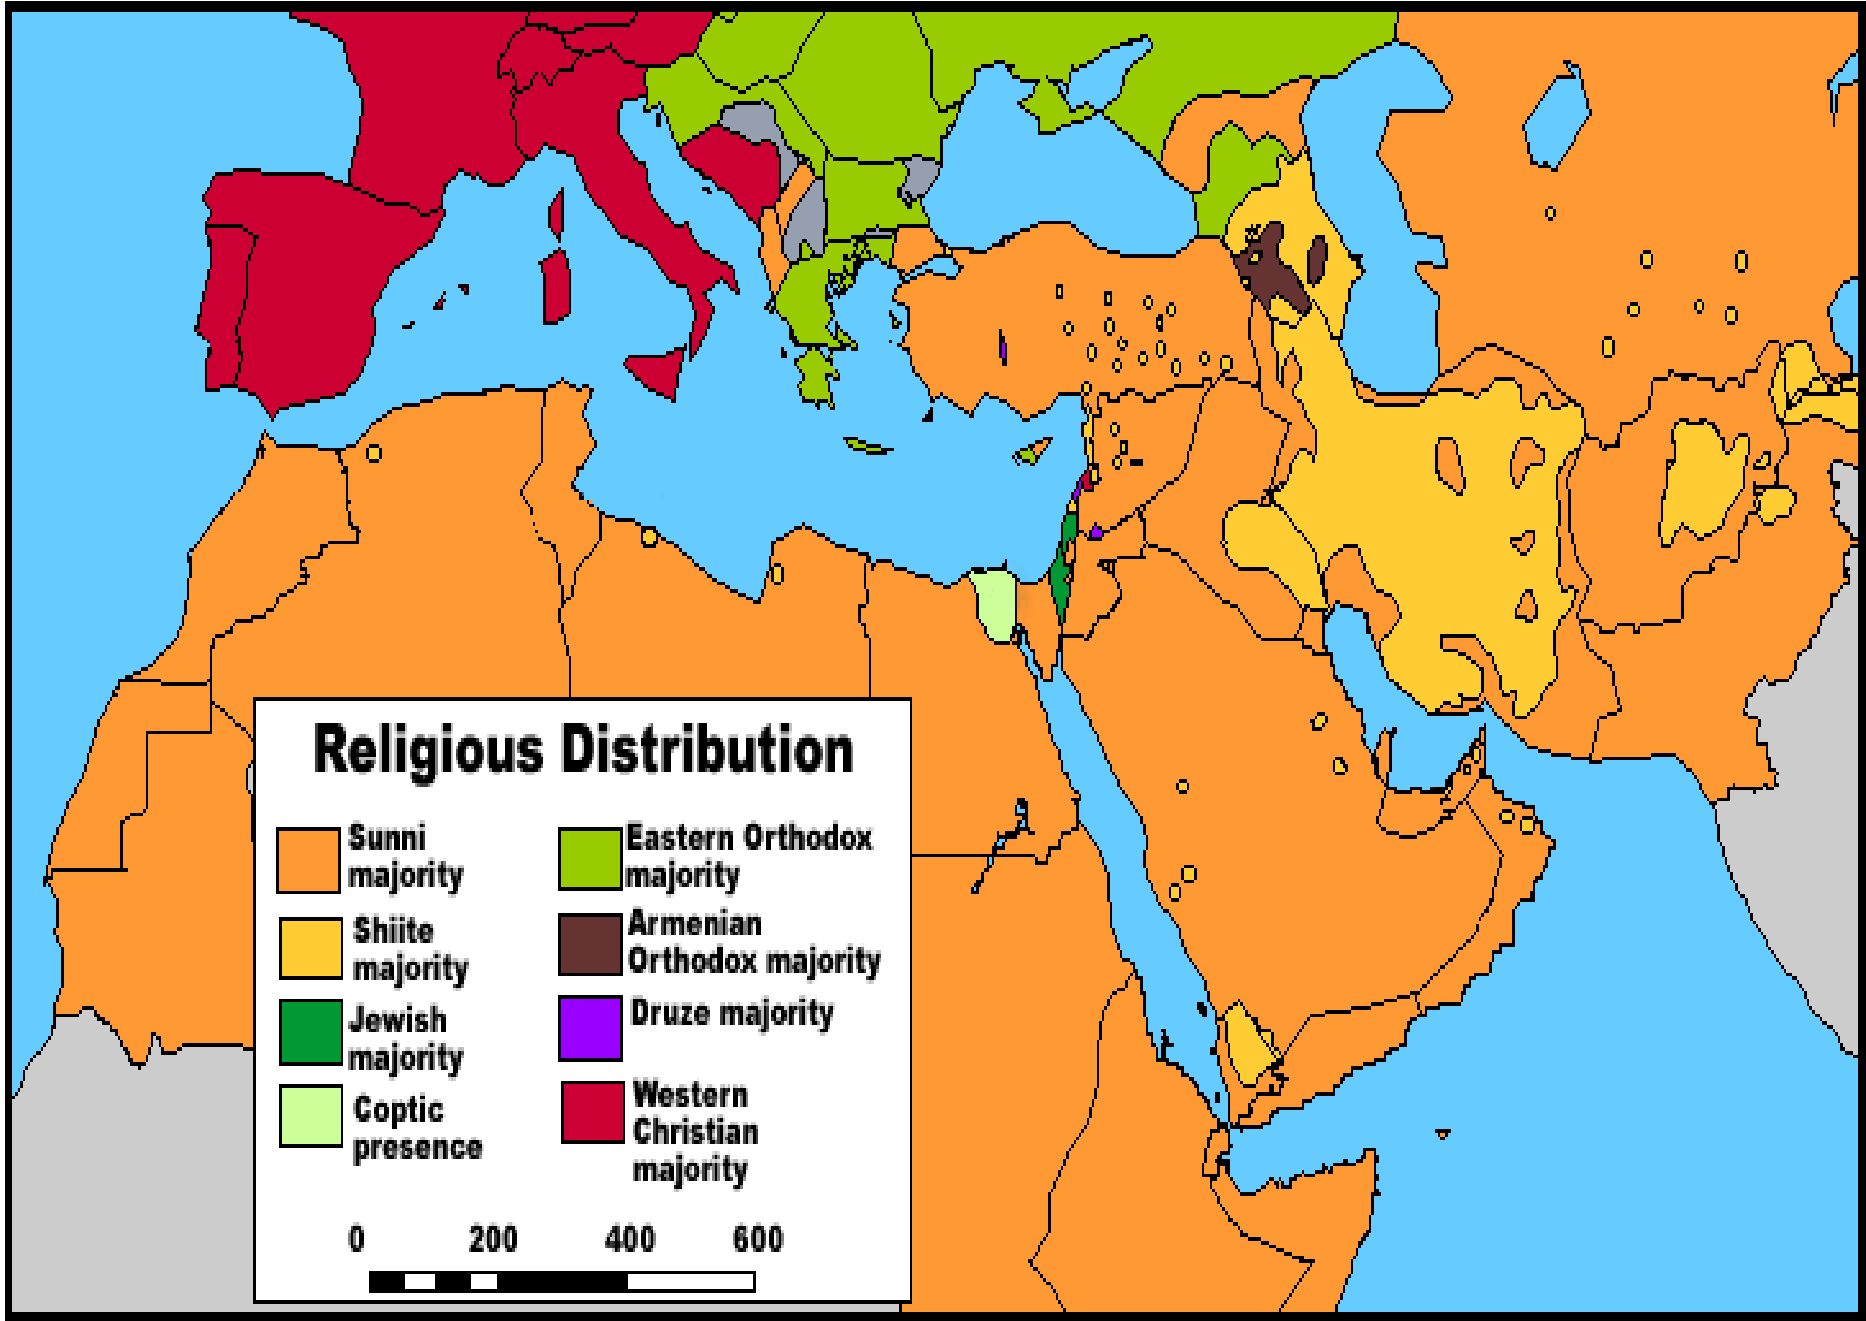 Religious Distribution
Sunni
majority
Shiite
majority
Jewish
majority
Coptic
presence
Eastern Orthodox
majority
Armenian
Orthodox majority
Druze majority
Western
Christian
majority
0 200 400 600